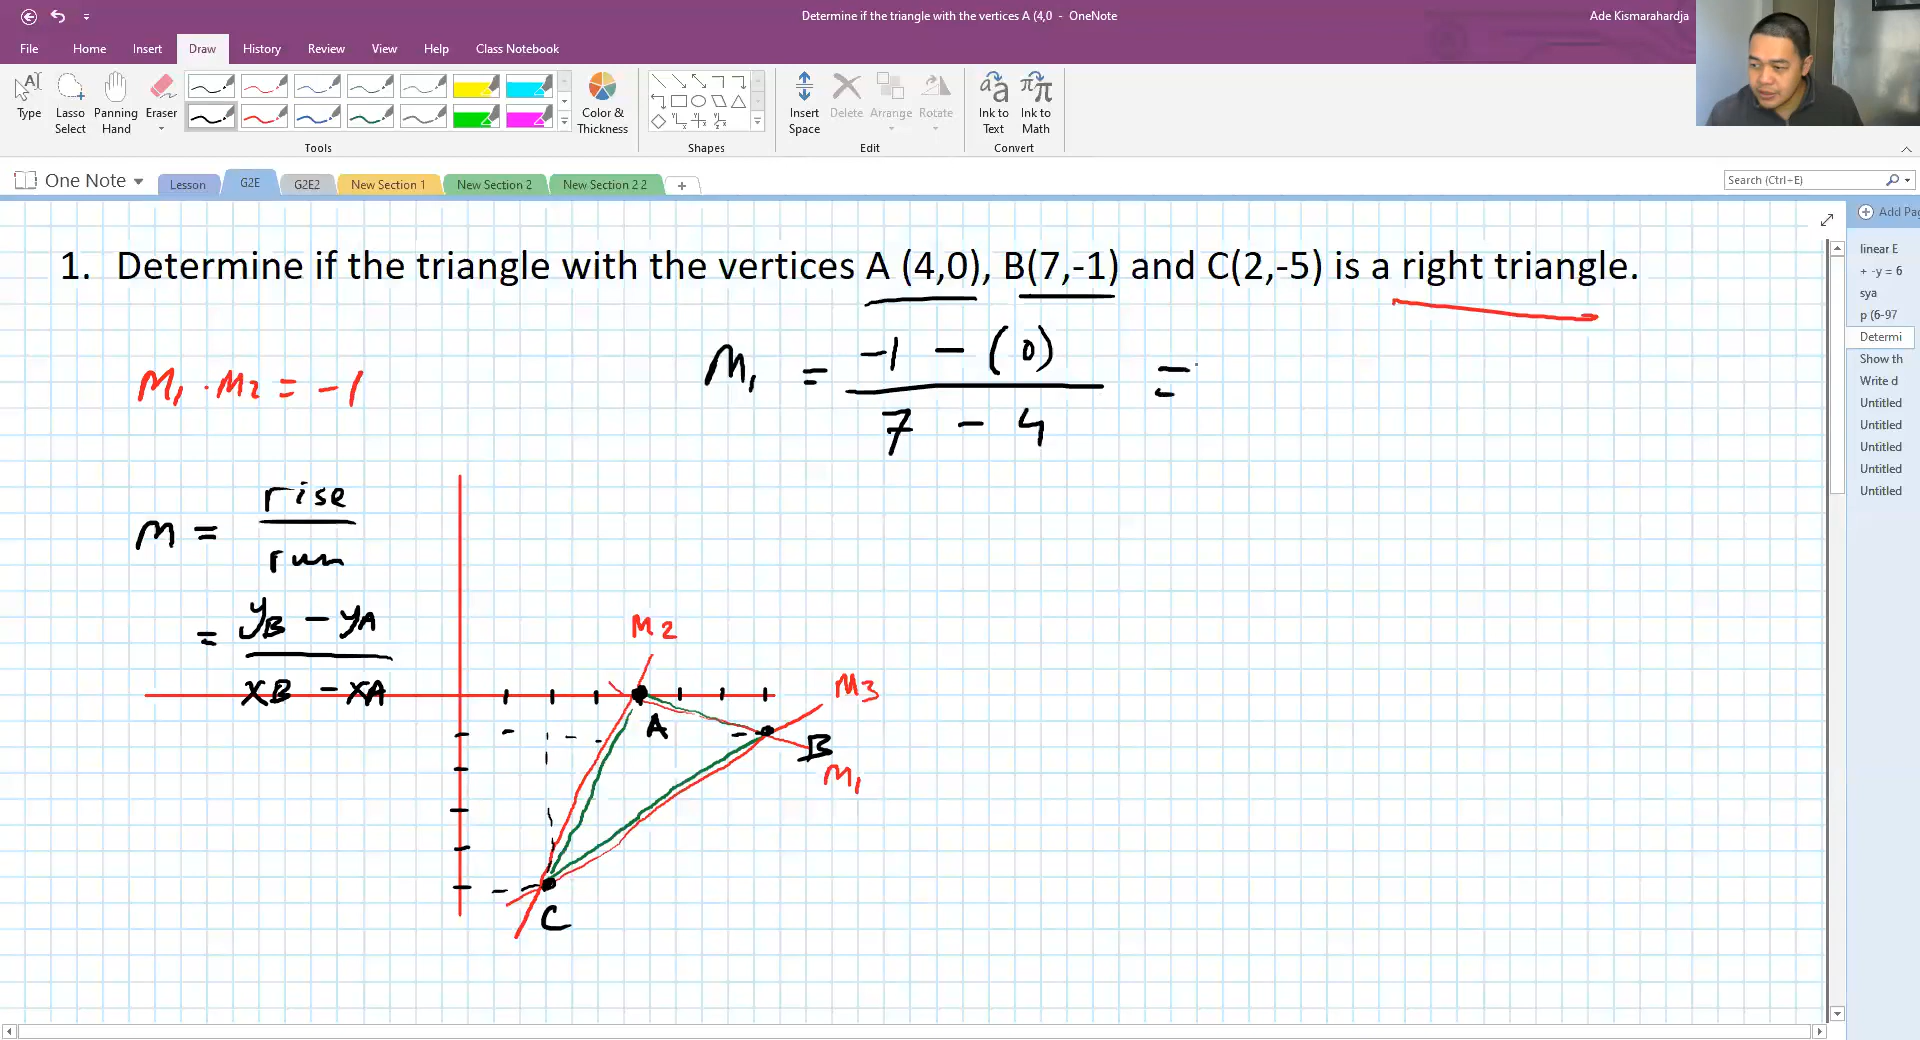 Determine if the triangle with the vertices A (4,0 - OneNote
Ade Kismarahardja
File Home Insert Draw History Review View Help Class Notebook
Type
Lasso Select
Panning Hand
Eraser
Color & Thickness
Insert Space
Delete
Arrange
Rotate
Ink to Text
Ink to Math
Tools
Shapes
Edit
Convert
One Note
Lesson
G2E
G2E2
New Section 1
New Section 2
New Section 2 2
Search (Ctrl+E)
Add Pag
linear E
+ -y = 6
sya
p (6-97
Determi
Show th
Write d
Untitled
Untitled
Untitled
Untitled
Untitled
1. Determine if the triangle with the vertices A (4,0), B(7,-1) and C(2,-5) is a right triangle.
M1 = -1 - (0) =
7 - 4
M1 · M2 = -1
M = rise
run
= yB - yA
xB - xA
M2
M3
A
B
M1
C